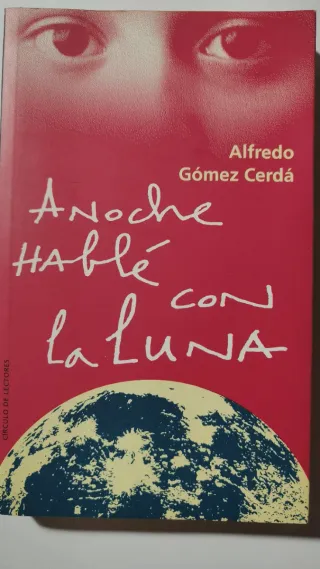 Alfredo
Gómez Cerdá
ANoche
HAblé
CON
La LUNA
CÍRCULO DE LECTORES